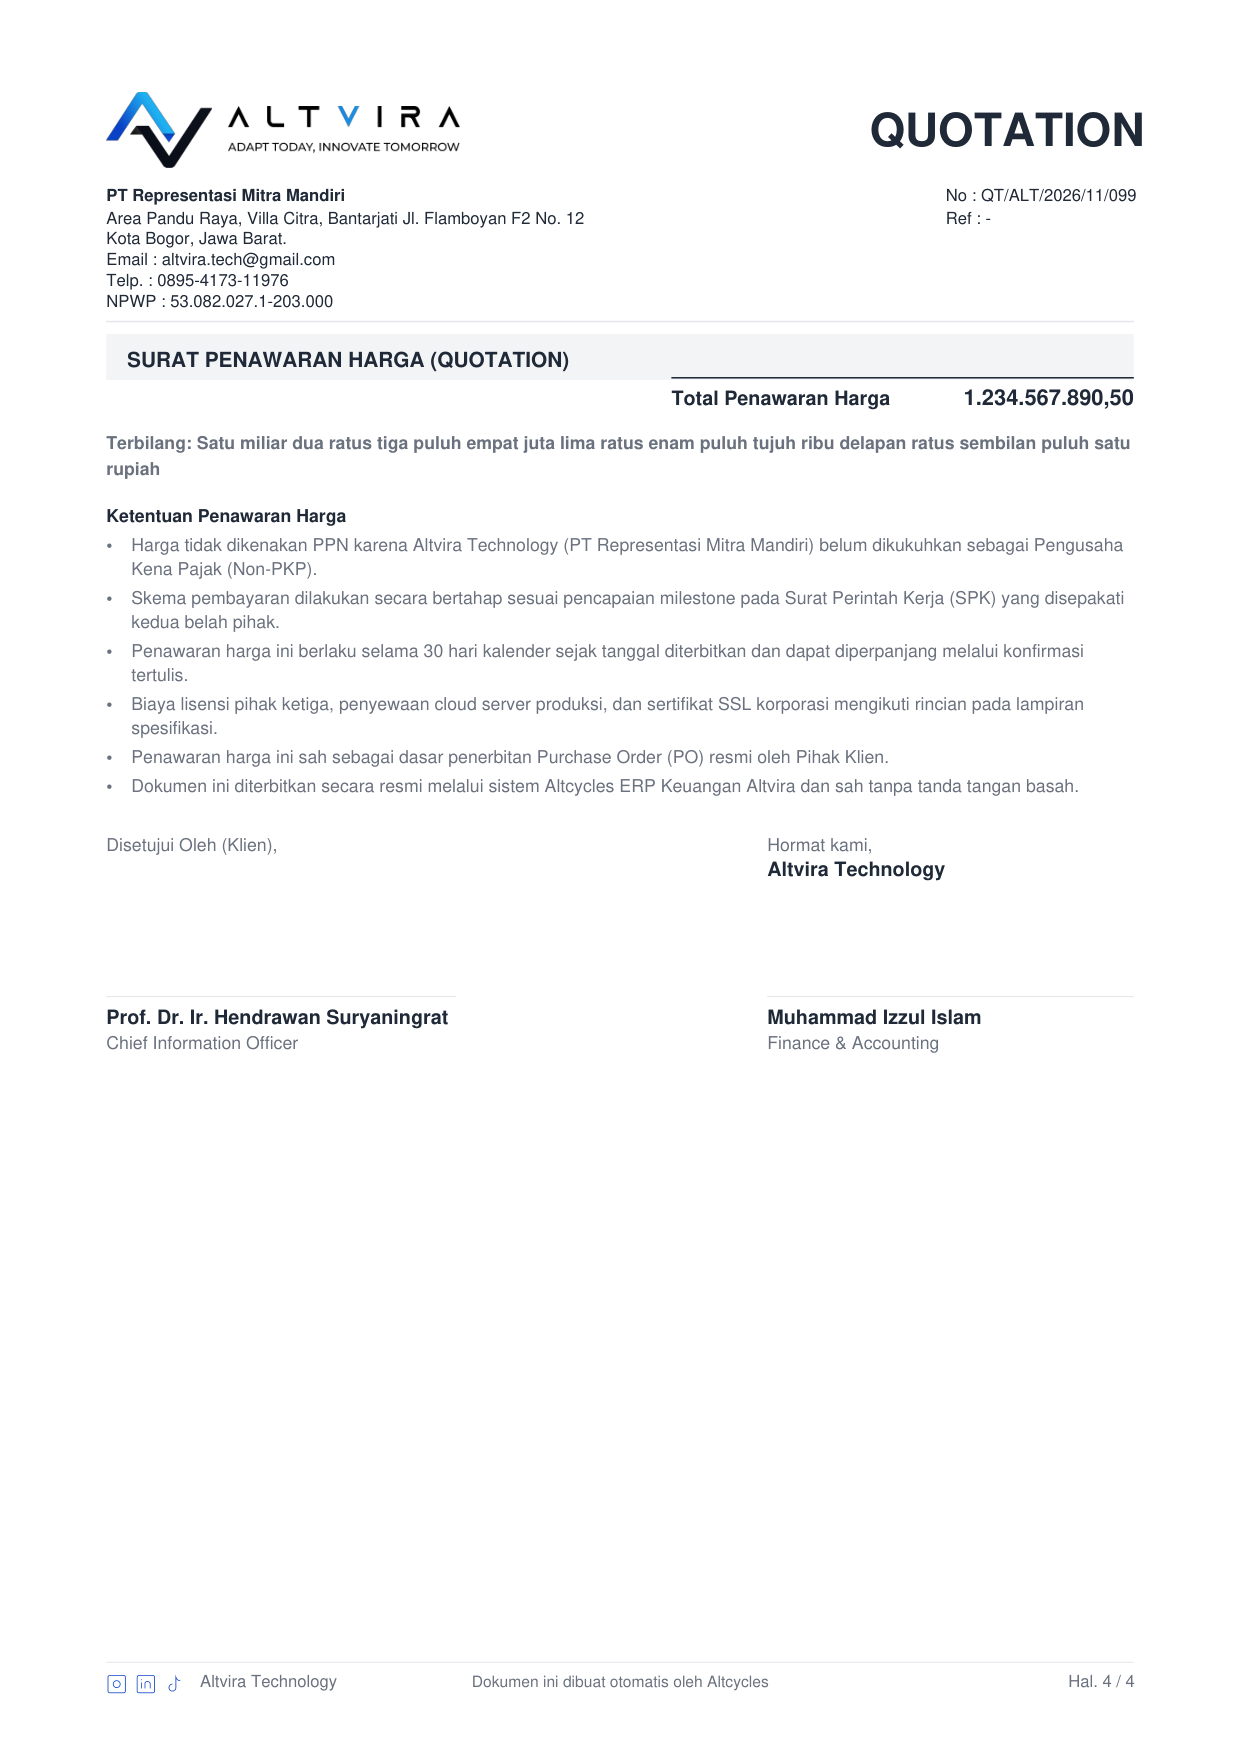 ALTVIRA
ADAPT TODAY, INNOVATE TOMORROW
QUOTATION
PT Representasi Mitra Mandiri
Area Pandu Raya, Villa Citra, Bantarjati Jl. Flamboyan F2 No. 12
Kota Bogor, Jawa Barat.
Email : altvira.tech@gmail.com
Telp. : 0895-4173-11976
NPWP : 53.082.027.1-203.000
No : QT/ALT/2026/11/099
Ref : -
SURAT PENAWARAN HARGA (QUOTATION)
Total Penawaran Harga 1.234.567.890,50
Terbilang: Satu miliar dua ratus tiga puluh empat juta lima ratus enam puluh tujuh ribu delapan ratus sembilan puluh satu
rupiah
Ketentuan Penawaran Harga
• Harga tidak dikenakan PPN karena Altvira Technology (PT Representasi Mitra Mandiri) belum dikukuhkan sebagai Pengusaha
Kena Pajak (Non-PKP).
• Skema pembayaran dilakukan secara bertahap sesuai pencapaian milestone pada Surat Perintah Kerja (SPK) yang disepakati
kedua belah pihak.
• Penawaran harga ini berlaku selama 30 hari kalender sejak tanggal diterbitkan dan dapat diperpanjang melalui konfirmasi
tertulis.
• Biaya lisensi pihak ketiga, penyewaan cloud server produksi, dan sertifikat SSL korporasi mengikuti rincian pada lampiran
spesifikasi.
• Penawaran harga ini sah sebagai dasar penerbitan Purchase Order (PO) resmi oleh Pihak Klien.
• Dokumen ini diterbitkan secara resmi melalui sistem Altcycles ERP Keuangan Altvira dan sah tanpa tanda tangan basah.
Disetujui Oleh (Klien),
Hormat kami,
Altvira Technology
Prof. Dr. Ir. Hendrawan Suryaningrat
Chief Information Officer
Muhammad Izzul Islam
Finance & Accounting
Altvira Technology
Dokumen ini dibuat otomatis oleh Altcycles
Hal. 4 / 4